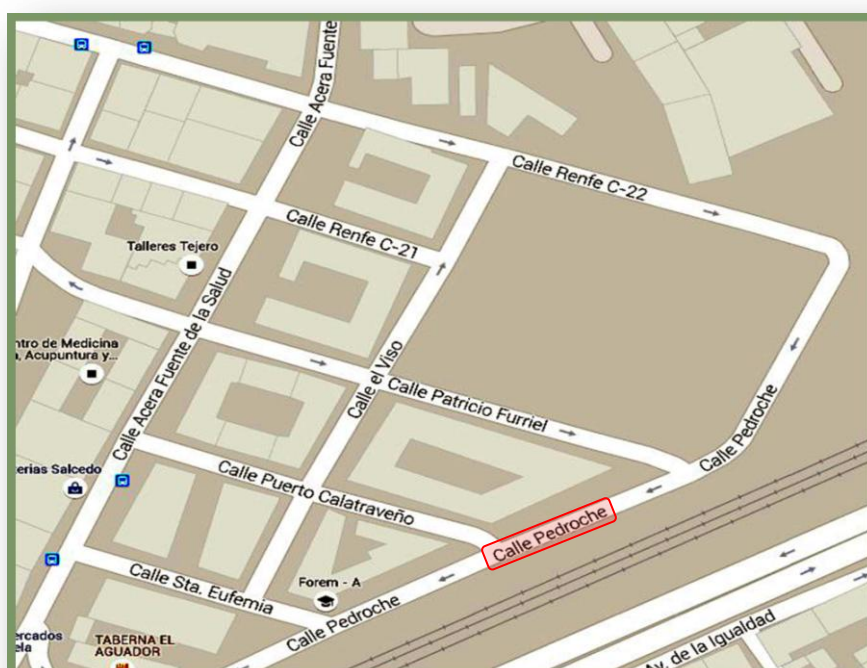 Calle Acera Fuente
Calle Renfe C-22
Calle Renfe C-21
Talleres Tejero
Calle Acera Fuente de la Salud
ntro de Medicina
a, Acupuntura y...
Calle el Viso
Calle Patricio Furriel
Calle Pedroche
Calle Puerto Calatraveño
erias Salcedo
Calle Pedroche
Calle Sta. Eufemia
Forem - A
Calle Pedroche
ercados
ela
TABERNA EL
AGUADOR
Av. de la Igualdad